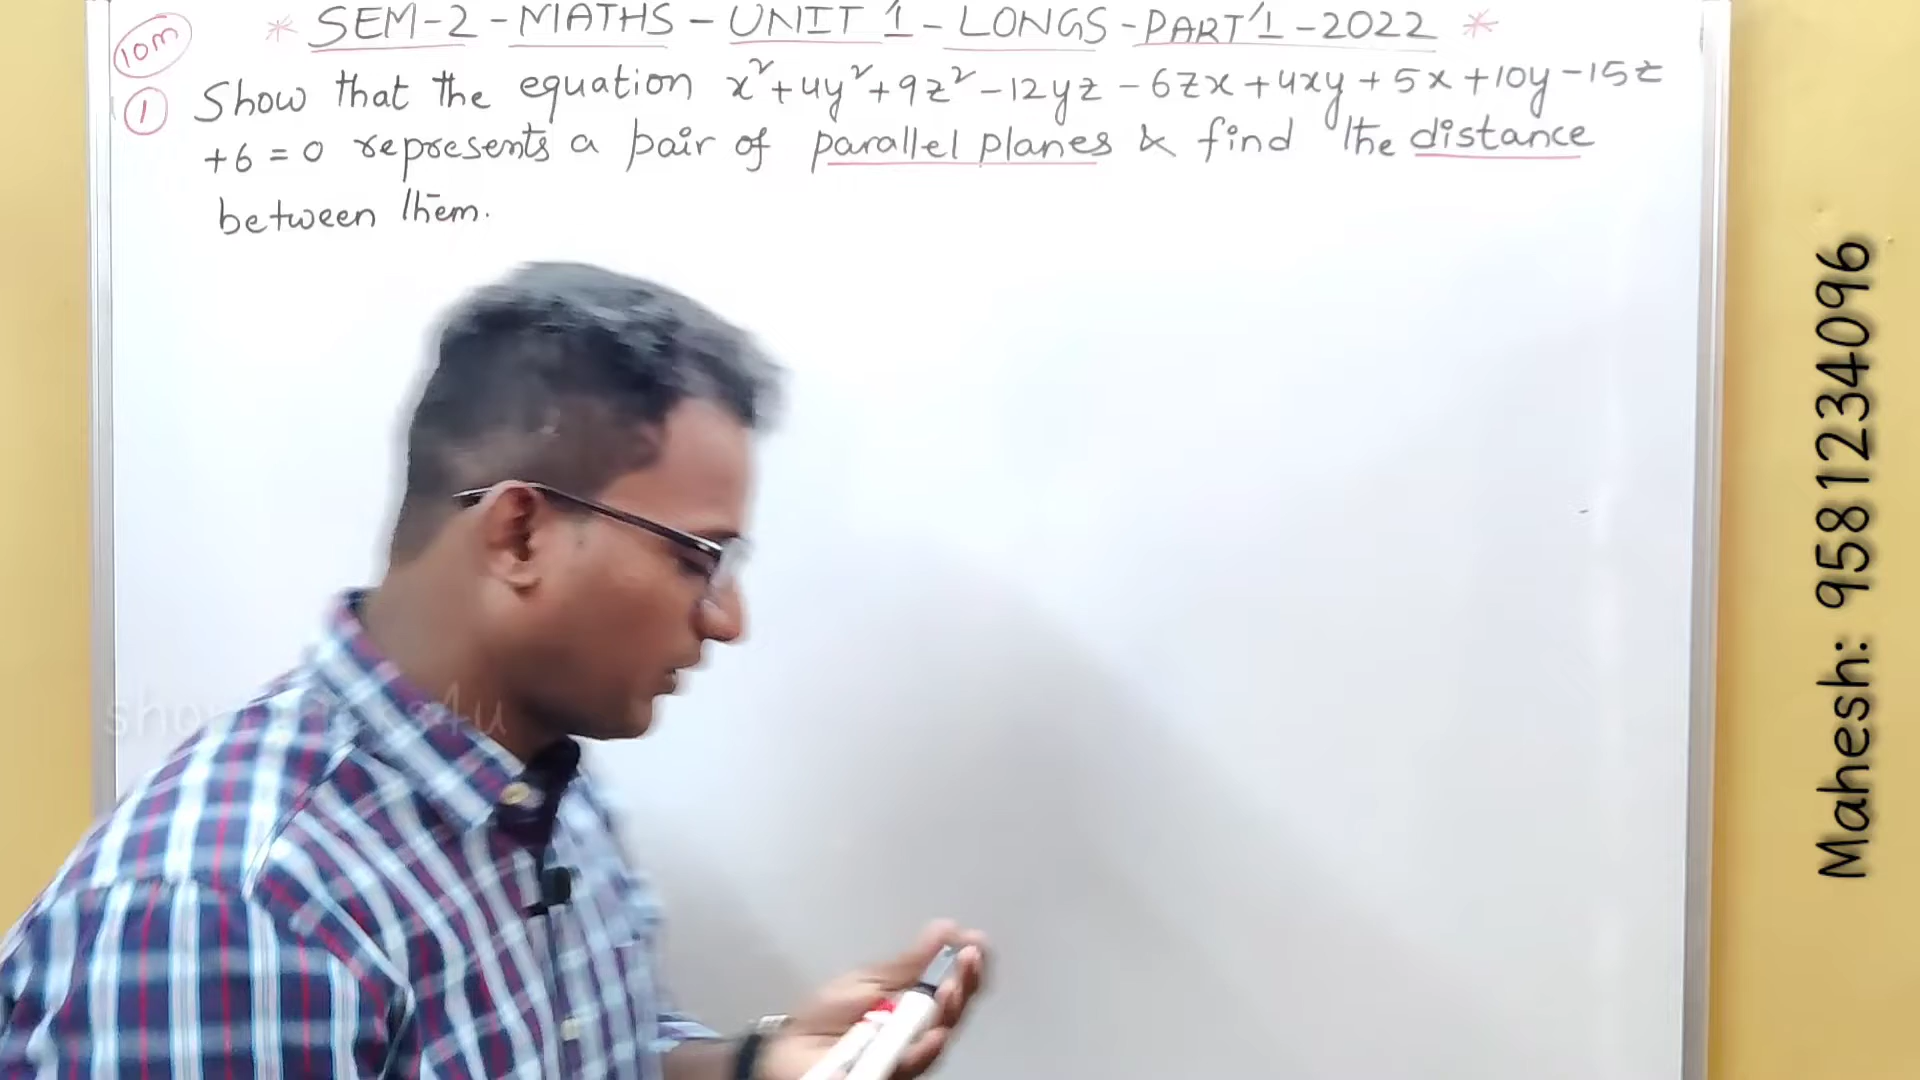 * SEM-2 - MATHS - UNIT 1 - LONGS - PART'1 - 2022 *
10m
① Show that the equation x²+4y²+9z²-12yz-6zx+4xy+5x+10y-15z
+6=0 represents a pair of parallel planes & find the distance
between them.
Mahesh: 9581234096